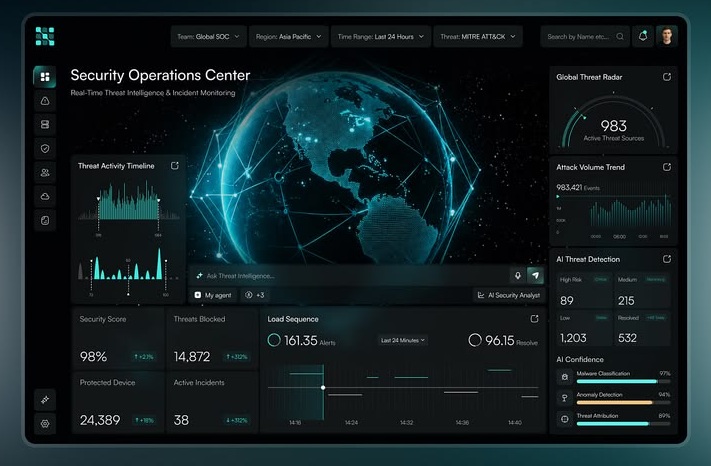 Team: Global SOC
Region: Asia Pacific
Time Range: Last 24 Hours
Threat: MITRE ATT&CK
Search by Name etc...
Security Operations Center
Real-Time Threat Intelligence & Incident Monitoring
Global Threat Radar
983
Active Threat Sources
Threat Activity Timeline
Attack Volume Trend
983,421 Events
Ask Threat Intelligence...
My agent
+3
AI Security Analyst
AI Threat Detection
High Risk
89
Medium
215
Low
1,203
Resolved
532
Security Score
98%
Threats Blocked
14,872
+312%
Protected Device
24,389
+18%
Active Incidents
38
+312%
Load Sequence
161.35 Alerts
Last 24 Minutes
96.15 Resolve
14:16
14:24
14:32
14:36
14:40
AI Confidence
Malware Classification
97%
Anomaly Detection
94%
Threat Attribution
89%